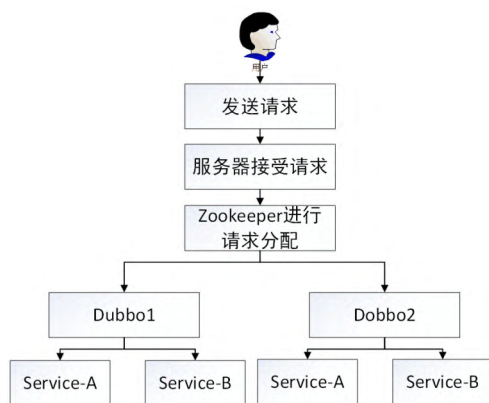 用户
发送请求
服务器接受请求
Zookeeper进行
请求分配
Dubbo1
Dobbo2
Service-A
Service-B
Service-A
Service-B